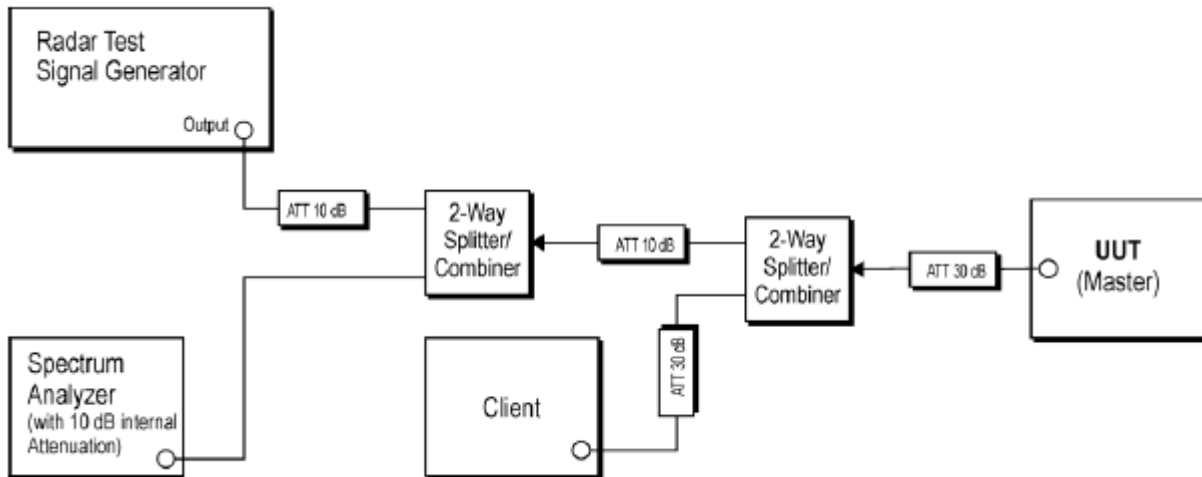 Radar Test
Signal Generator
Output
ATT 10 dB
2-Way
Splitter/
Combiner
ATT 10 dB
2-Way
Splitter/
Combiner
ATT 30 dB
UUT
(Master)
ATT 30 dB
Spectrum
Analyzer
(with 10 dB internal
Attenuation)
Client